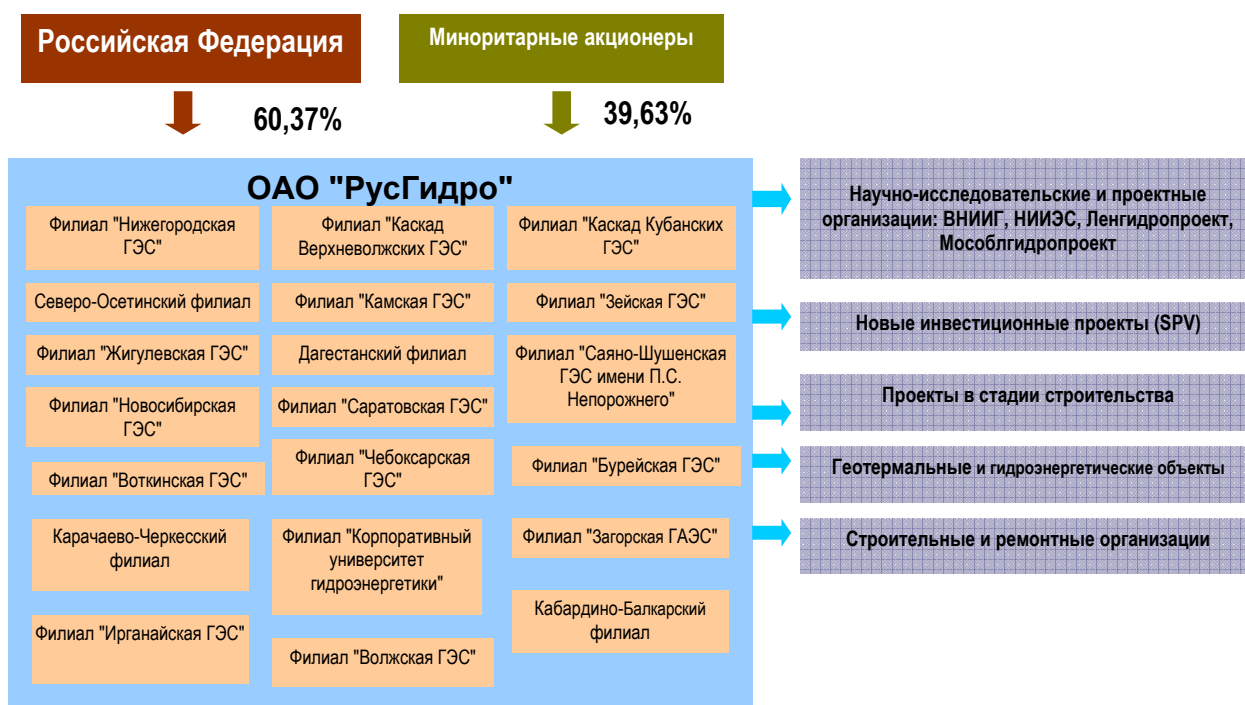 Российская Федерация
Миноритарные акционеры
60,37%
39,63%
ОАО "РусГидро"
Филиал "Нижегородская
ГЭС"
Филиал "Каскад
Верхневолжских ГЭС"
Филиал "Каскад Кубанских
ГЭС"
Северо-Осетинский филиал
Филиал "Камская ГЭС"
Филиал "Зейская ГЭС"
Филиал "Жигулевская ГЭС"
Дагестанский филиал
Филиал "Саяно-Шушенская
ГЭС имени П.С.
Непорожнего"
Филиал "Новосибирская
ГЭС"
Филиал "Саратовская ГЭС"
Филиал "Воткинская ГЭС"
Филиал "Чебоксарская
ГЭС"
Филиал "Бурейская ГЭС"
Карачаево-Черкесский
филиал
Филиал "Корпоративный
университет
гидроэнергетики"
Филиал "Загорская ГАЭС"
Филиал "Ирганайская ГЭС"
Филиал "Волжская ГЭС"
Кабардино-Балкарский
филиал
Научно-исследовательские и проектные
организации: ВНИИГ, НИИЭС, Ленгидропроект,
Мособлгидропроект
Новые инвестиционные проекты (SPV)
Проекты в стадии строительства
Геотермальные и гидроэнергетические объекты
Строительные и ремонтные организации